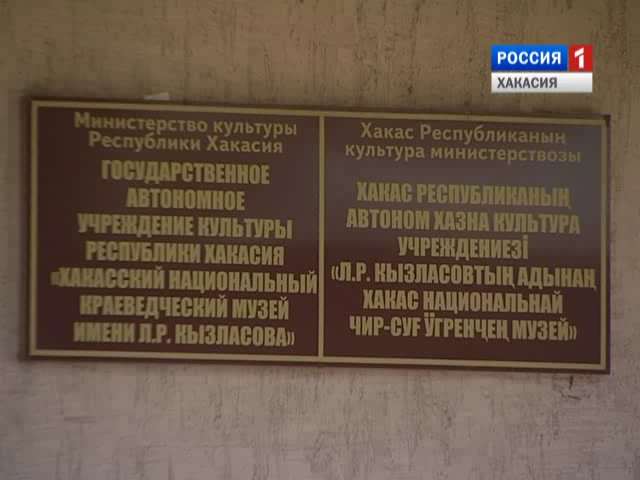 РОССИЯ 1
ХАКАСИЯ
Министерство культуры
Республики Хакасия
ГОСУДАРСТВЕННОЕ
АВТОНОМНОЕ
УЧРЕЖДЕНИЕ КУЛЬТУРЫ
РЕСПУБЛИКИ ХАКАСИЯ
«ХАКАССКИЙ НАЦИОНАЛЬНЫЙ
КРАЕВЕДЧЕСКИЙ МУЗЕЙ
ИМЕНИ Л.Р. КЫЗЛАСОВА»
Хакас Республиканың
культура министерствозы
ХАКАС РЕСПУБЛИКАНЫҢ
АВТОНОМ ХАЗНА КУЛЬТУРА
УЧРЕЖДЕНИЕЗІ
«Л.Р. КЫЗЛАСОВТЫҢ АДЫНАҢ
ХАКАС НАЦИОНАЛЬНАЙ
ЧИР-СУҒ ӰГРЕНҶЕҢ МУЗЕЙ»